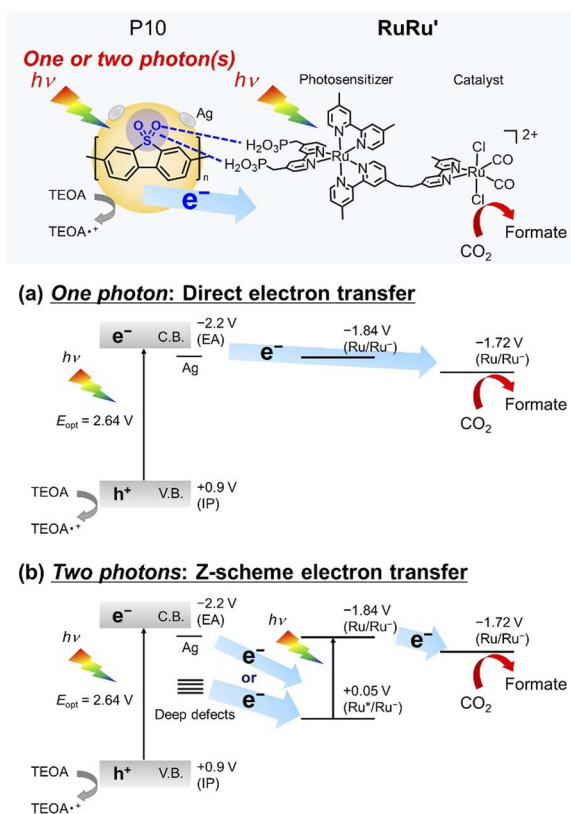 P10
RuRu'
One or two photon(s)
hν
hν
Photosensitizer
Catalyst
Ag
O O
S
n
H₂O₃P
H₂O₃P
N
N
N
Ru
N
N
N
N
N
Ru
Cl
CO
CO
Cl
2+
TEOA
TEOA•⁺
e⁻
CO₂
Formate
(a) One photon: Direct electron transfer
e⁻ C.B.
−2.2 V
(EA)
Ag
e⁻
−1.84 V
(Ru/Ru⁻)
−1.72 V
(Ru/Ru⁻)
hν
Eopt = 2.64 V
CO₂
Formate
TEOA
TEOA•⁺
h⁺ V.B.
+0.9 V
(IP)
(b) Two photons: Z-scheme electron transfer
e⁻ C.B.
−2.2 V
(EA)
Ag
hν
−1.84 V
(Ru/Ru⁻)
e⁻
−1.72 V
(Ru/Ru⁻)
hν
e⁻
or
e⁻
Eopt = 2.64 V
Deep defects
+0.05 V
(Ru*/Ru⁻)
CO₂
Formate
TEOA
TEOA•⁺
h⁺ V.B.
+0.9 V
(IP)